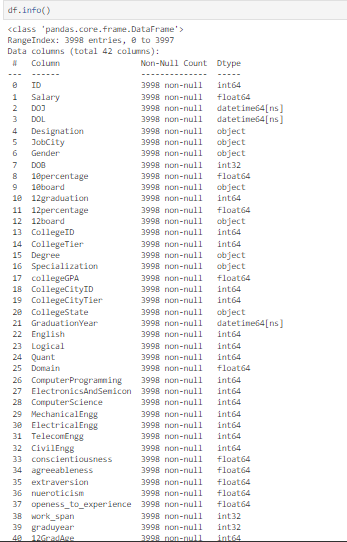 df.info()
<class 'pandas.core.frame.DataFrame'>
RangeIndex: 3998 entries, 0 to 3997
Data columns (total 42 columns):
# Column Non-Null Count Dtype
--- ------ -------------- -----
0 ID 3998 non-null int64
1 Salary 3998 non-null float64
2 DOJ 3998 non-null datetime64[ns]
3 DOL 3998 non-null datetime64[ns]
4 Designation 3998 non-null object
5 JobCity 3998 non-null object
6 Gender 3998 non-null object
7 DOB 3998 non-null int32
8 10percentage 3998 non-null float64
9 10board 3998 non-null object
10 12graduation 3998 non-null int64
11 12percentage 3998 non-null float64
12 12board 3998 non-null object
13 CollegeID 3998 non-null int64
14 CollegeTier 3998 non-null int64
15 Degree 3998 non-null object
16 Specialization 3998 non-null object
17 collegeGPA 3998 non-null float64
18 CollegeCityID 3998 non-null int64
19 CollegeCityTier 3998 non-null int64
20 CollegeState 3998 non-null object
21 GraduationYear 3998 non-null datetime64[ns]
22 English 3998 non-null int64
23 Logical 3998 non-null int64
24 Quant 3998 non-null int64
25 Domain 3998 non-null float64
26 ComputerProgramming 3998 non-null int64
27 ElectronicsAndSemicon 3998 non-null int64
28 ComputerScience 3998 non-null int64
29 MechanicalEngg 3998 non-null int64
30 ElectricalEngg 3998 non-null int64
31 TelecomEngg 3998 non-null int64
32 CivilEngg 3998 non-null int64
33 conscientiousness 3998 non-null float64
34 agreeableness 3998 non-null float64
35 extraversion 3998 non-null float64
36 nueroticism 3998 non-null float64
37 openess_to_experience 3998 non-null float64
38 work_span 3998 non-null int32
39 graduyear 3998 non-null int32
40 12GradAge 3998 non-null int64